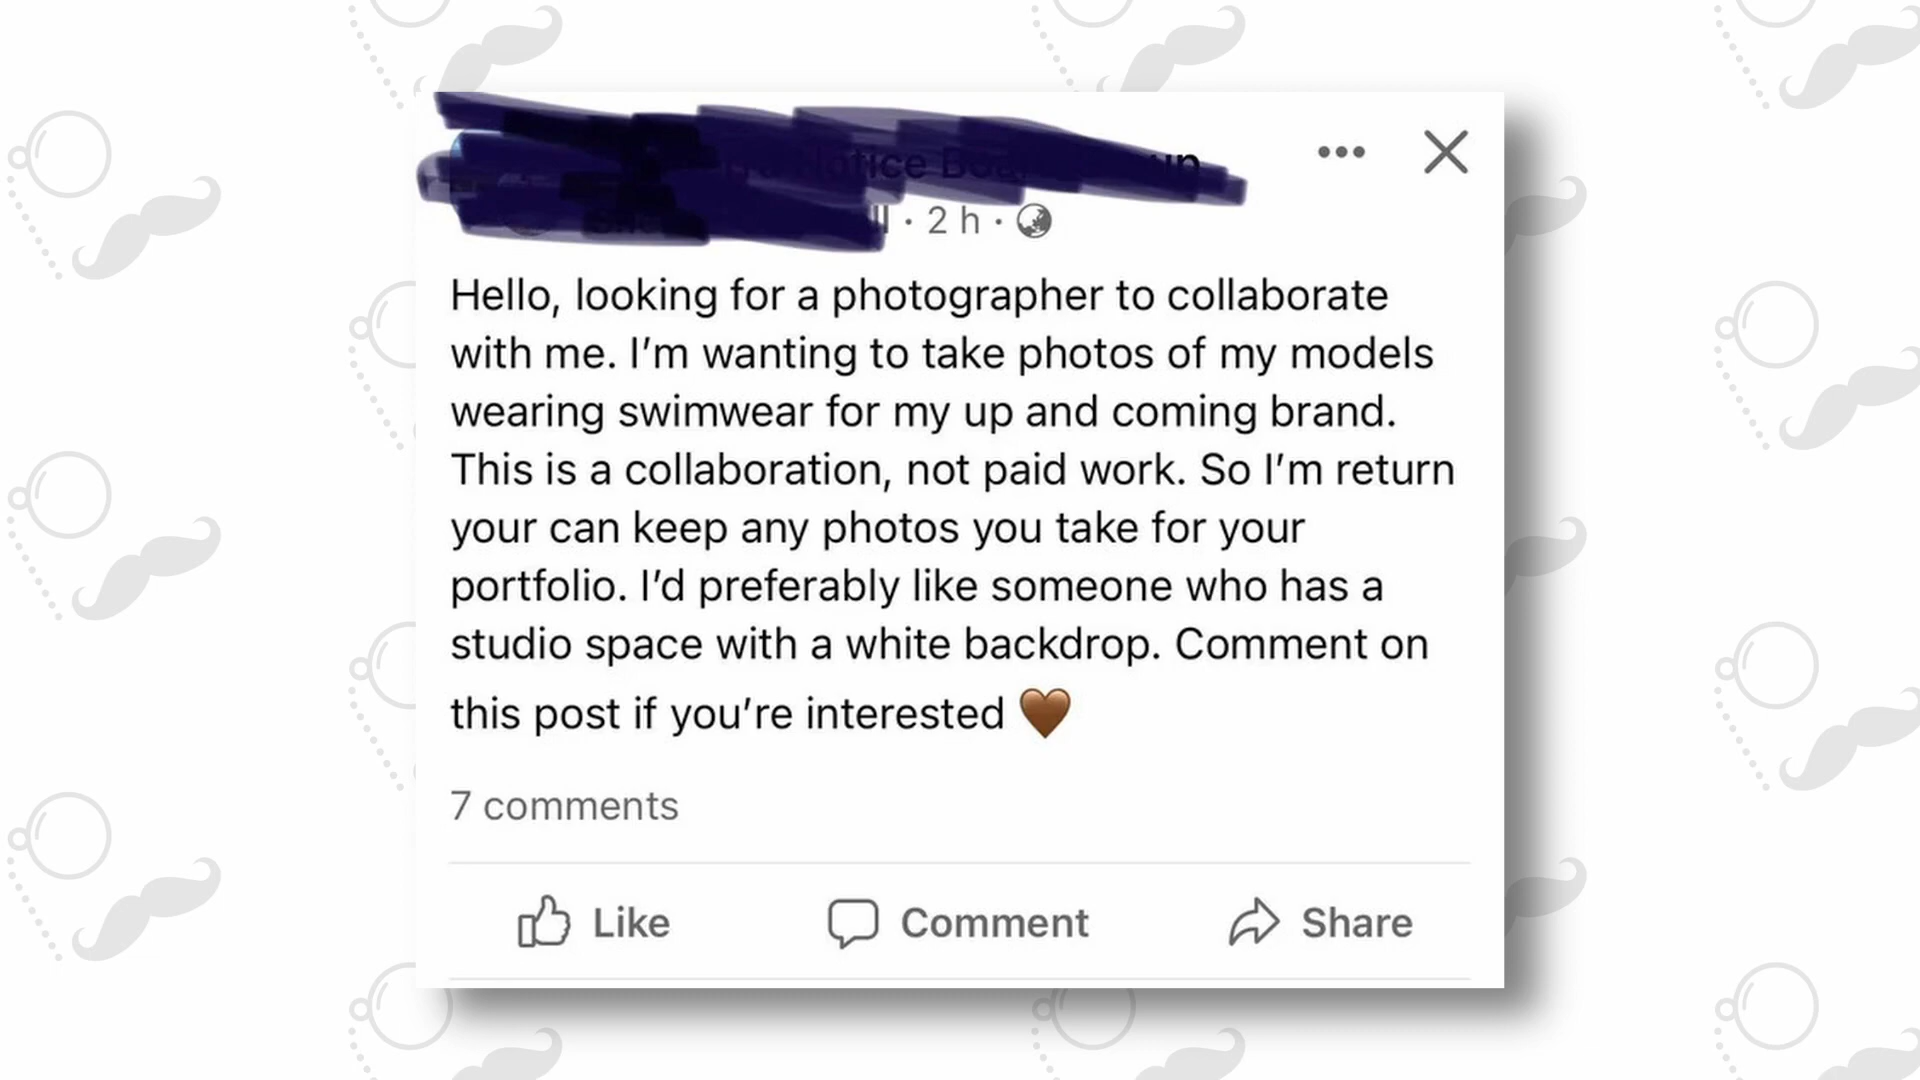 Notice
· 2 h ·
Hello, looking for a photographer to collaborate
with me. I’m wanting to take photos of my models
wearing swimwear for my up and coming brand.
This is a collaboration, not paid work. So I’m return
your can keep any photos you take for your
portfolio. I’d preferably like someone who has a
studio space with a white backdrop. Comment on
this post if you’re interested 🤎
7 comments
Like Comment Share